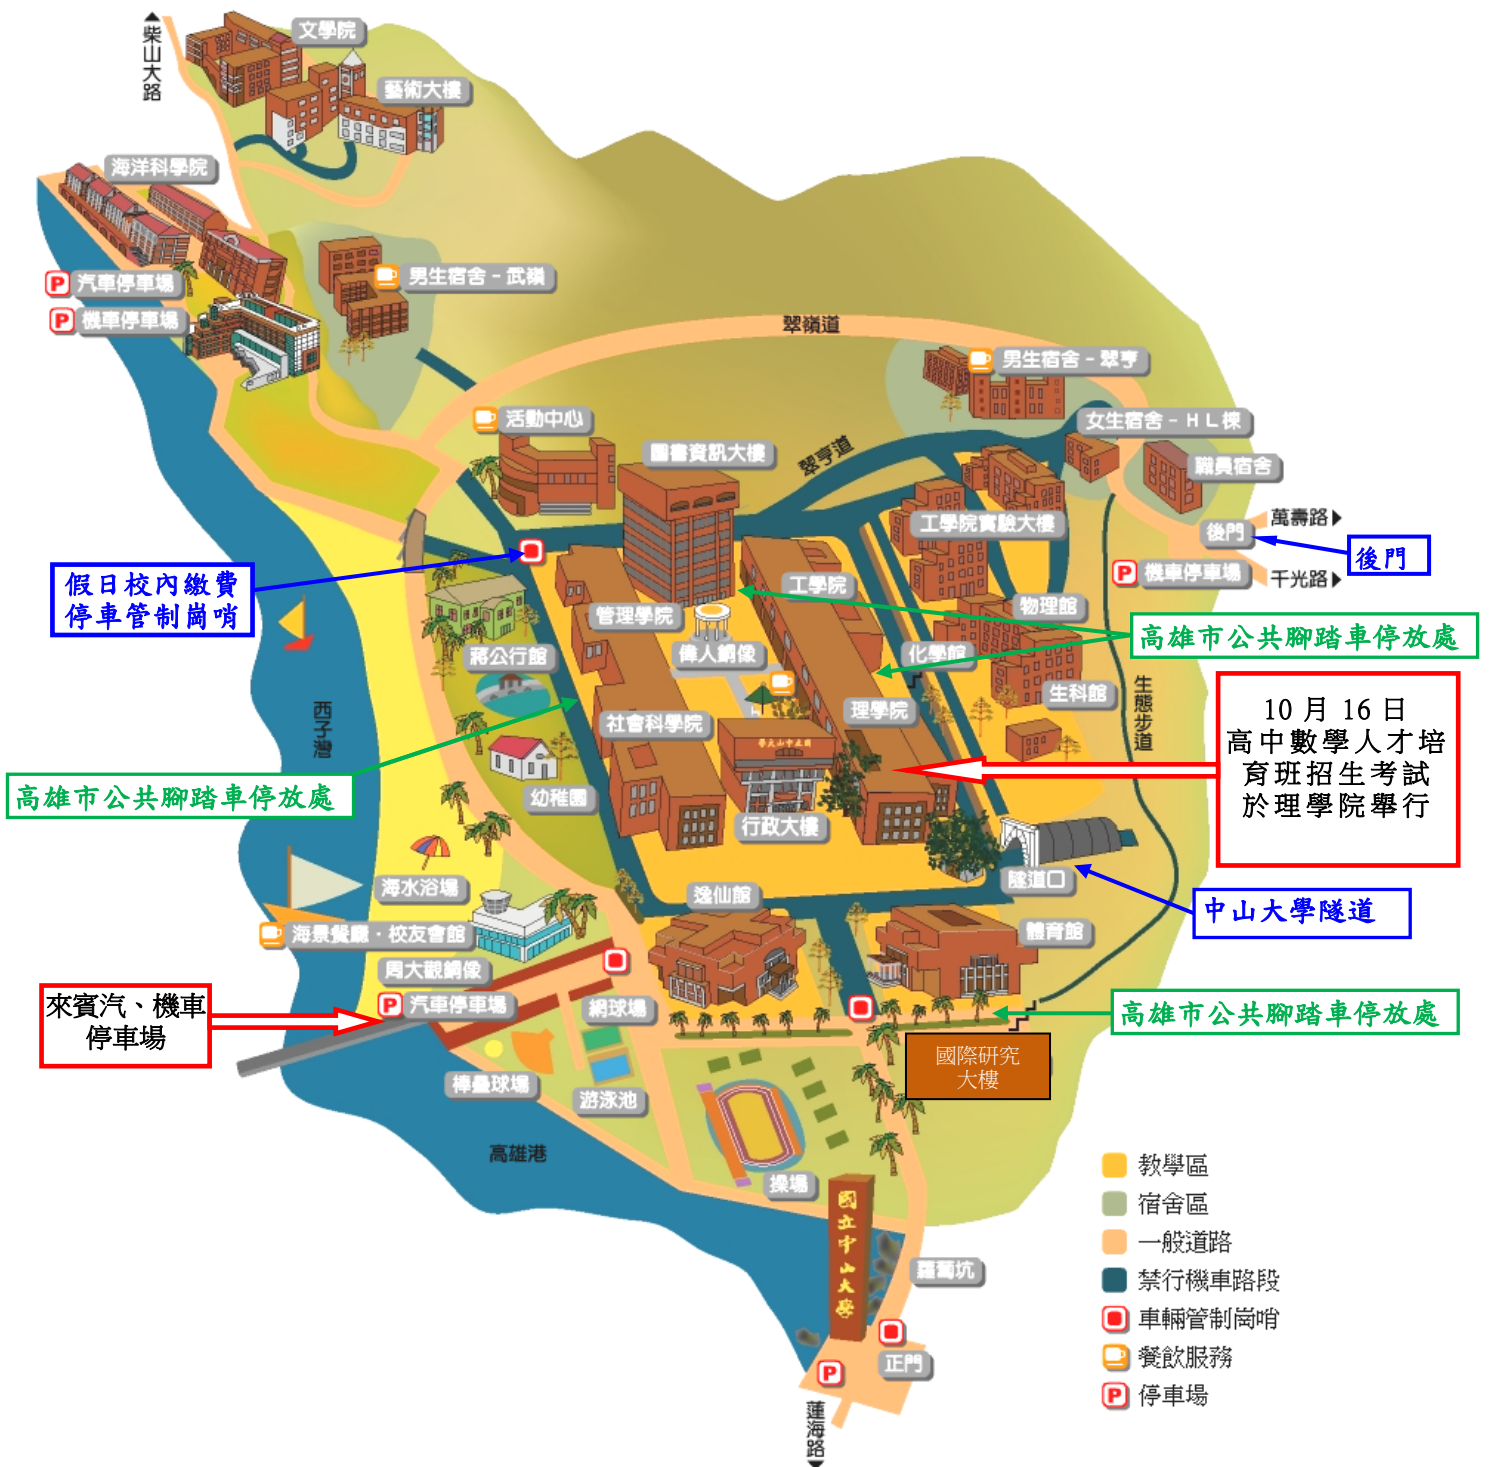 柴山大路
文學院
藝術大樓
海洋科學院
汽車停車場
機車停車場
男生宿舍-武嶺
翠嶺道
男生宿舍-翠亨
活動中心
女生宿舍-HL棟
圖書資訊大樓
翠亨道
職員宿舍
工學院實驗大樓
萬壽路
後門
後門
假日校內繳費
停車管制崗哨
機車停車場
千光路
工學院
管理學院
物理館
高雄市公共腳踏車停放處
蔣公行館
偉人銅像
化學館
生科館
生態步道
西子灣
社會科學院
理學院
10月16日
高中數學人才培
育班招生考試
於理學院舉行
國立中山大學
高雄市公共腳踏車停放處
幼稚園
行政大樓
海水浴場
逸仙館
隧道口
中山大學隧道
海景餐廳・校友會館
體育館
周大觀銅像
來賓汽、機車
停車場
汽車停車場
網球場
高雄市公共腳踏車停放處
國際研究
大樓
棒壘球場
游泳池
高雄港
操場
國立中山大學
教學區
宿舍區
一般道路
禁行機車路段
車輛管制崗哨
餐飲服務
停車場
羅蔔坑
正門
蓮海路